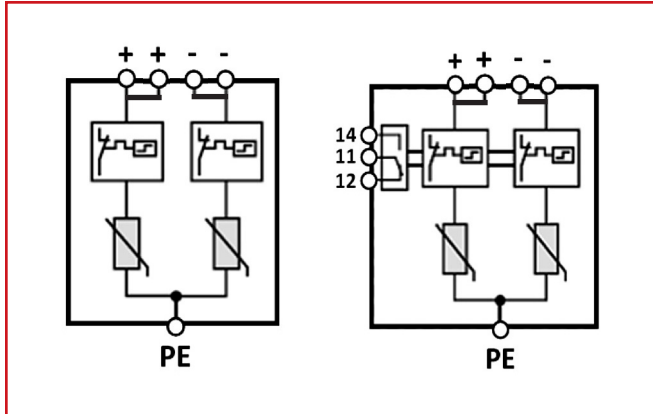 + + - -
PE
+ + - -
14
11
12
PE